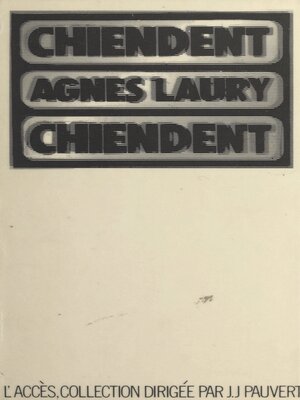 CHIENDENT
AGNES LAURY
CHIENDENT
L'ACCÈS.COLLECTION DIRIGÉE PAR J.J PAUVERT